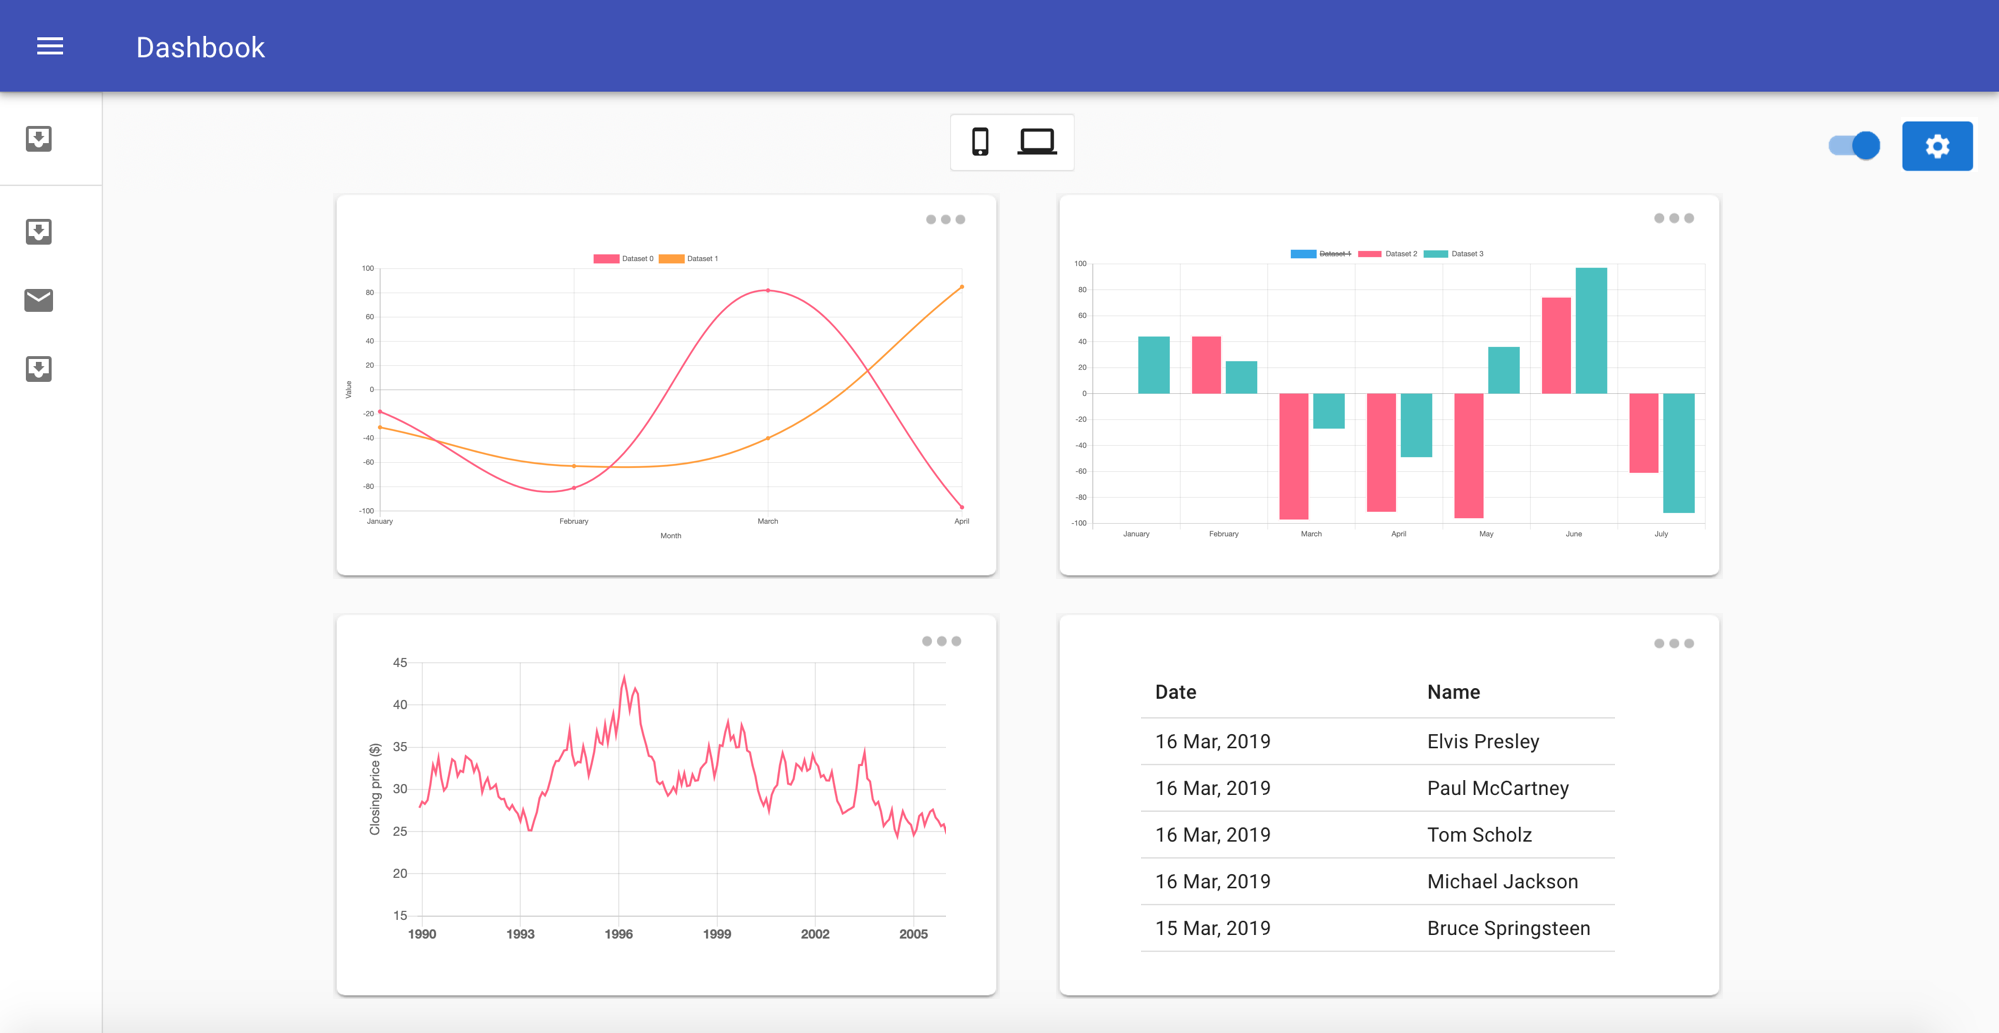 Dashbook
Dataset 0 Dataset 1
100
80
60
40
20
0
-20
-40
-60
-80
-100
Value
January February March April
Month
Dataset 1 Dataset 2 Dataset 3
100
80
60
40
20
0
-20
-40
-60
-80
-100
January February March April May June July
45
40
35
30
25
20
15
Closing price ($)
1990 1993 1996 1999 2002 2005
Date Name
16 Mar, 2019 Elvis Presley
16 Mar, 2019 Paul McCartney
16 Mar, 2019 Tom Scholz
16 Mar, 2019 Michael Jackson
15 Mar, 2019 Bruce Springsteen